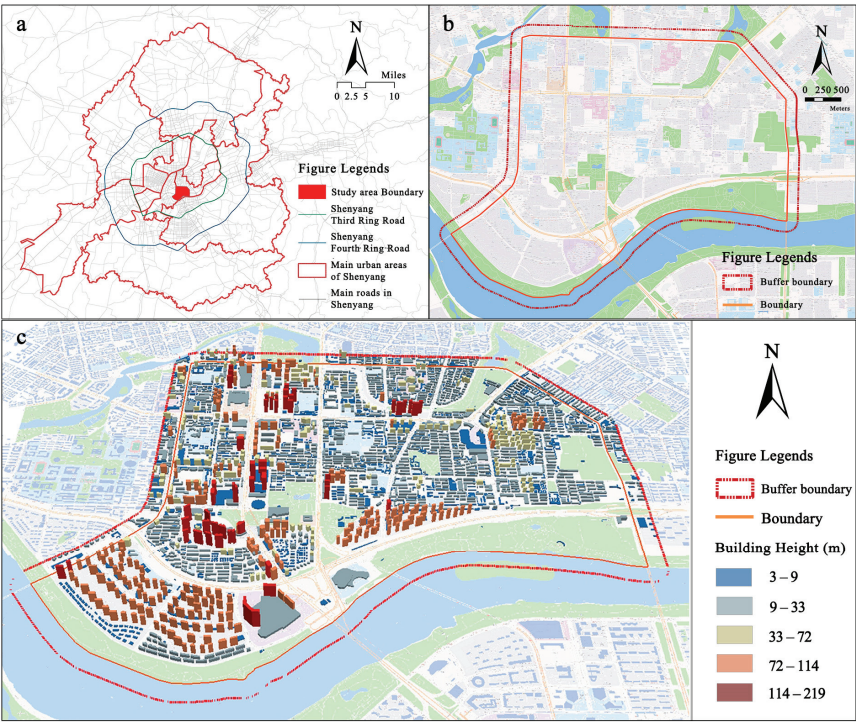 a
N
Miles
0 2.5 5 10
Figure Legends
Study area Boundary
Shenyang
Third Ring Road
Shenyang
Fourth Ring Road
Main urban areas
of Shenyang
Main roads in
Shenyang
b
N
0 250 500
Meters
Figure Legends
Buffer boundary
Boundary
c
N
Figure Legends
Buffer boundary
Boundary
Building Height (m)
3 – 9
9 – 33
33 – 72
72 – 114
114 – 219